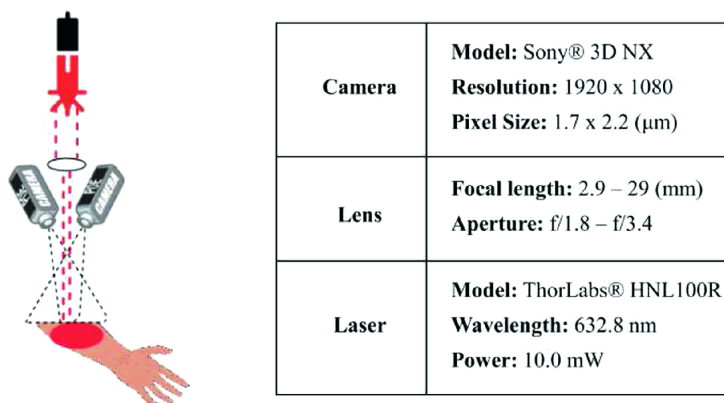 CAMERA
CAMERA
Camera
Model: Sony® 3D NX
Resolution: 1920 x 1080
Pixel Size: 1.7 x 2.2 (μm)
Lens
Focal length: 2.9 – 29 (mm)
Aperture: f/1.8 – f/3.4
Laser
Model: ThorLabs® HNL100R
Wavelength: 632.8 nm
Power: 10.0 mW